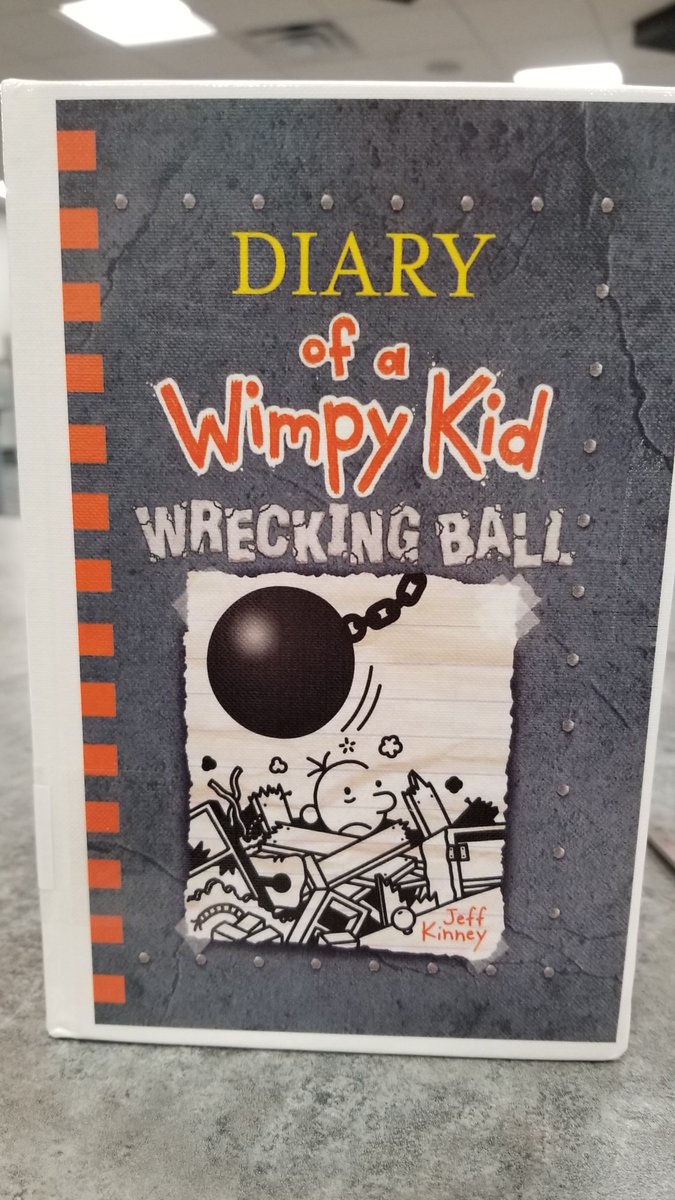 DIARY
of a
Wimpy Kid
WRECKING BALL
Jeff
Kinney